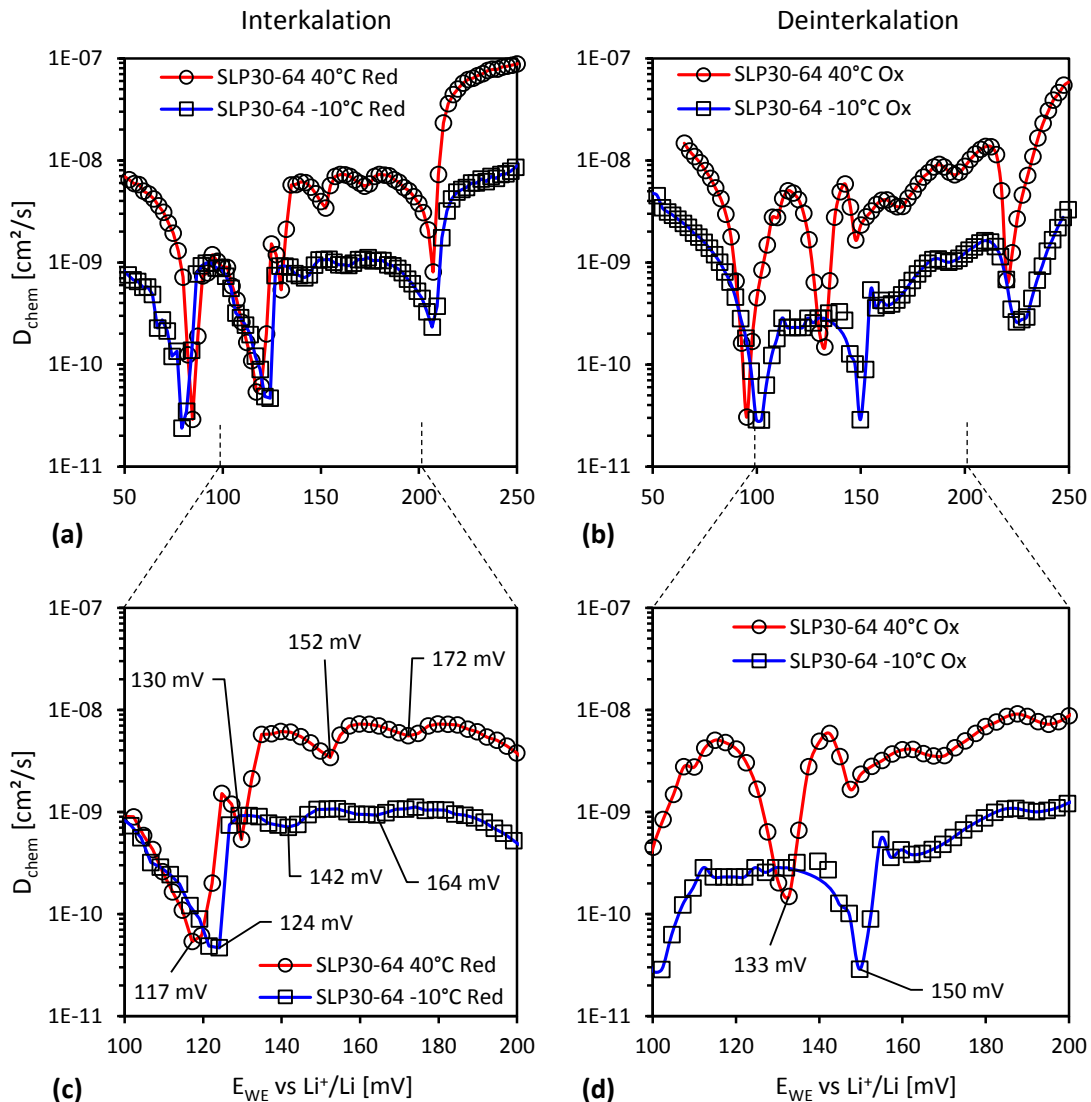 Interkalation
Deinterkalation
1E-07
1E-08
1E-09
1E-10
1E-11
D_chem [cm²/s]
SLP30-64 40°C Red
SLP30-64 -10°C Red
50 100 150 200 250
(a)
1E-07
1E-08
1E-09
1E-10
1E-11
SLP30-64 40°C Ox
SLP30-64 -10°C Ox
50 100 150 200 250
(b)
1E-07
1E-08
1E-09
1E-10
1E-11
D_chem [cm²/s]
152 mV
172 mV
130 mV
142 mV
164 mV
124 mV
117 mV
SLP30-64 40°C Red
SLP30-64 -10°C Red
100 120 140 160 180 200
(c)
E_WE vs Li⁺/Li [mV]
1E-07
1E-08
1E-09
1E-10
1E-11
SLP30-64 40°C Ox
SLP30-64 -10°C Ox
133 mV
150 mV
100 120 140 160 180 200
(d)
E_WE vs Li⁺/Li [mV]